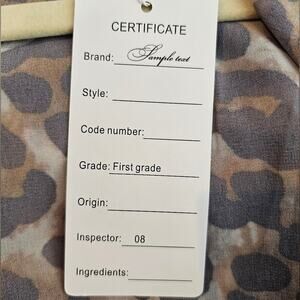 CERTIFICATE
Brand: Sample text
Style:
Code number:
Grade: First grade
Origin:
Inspector: 08
Ingredients: